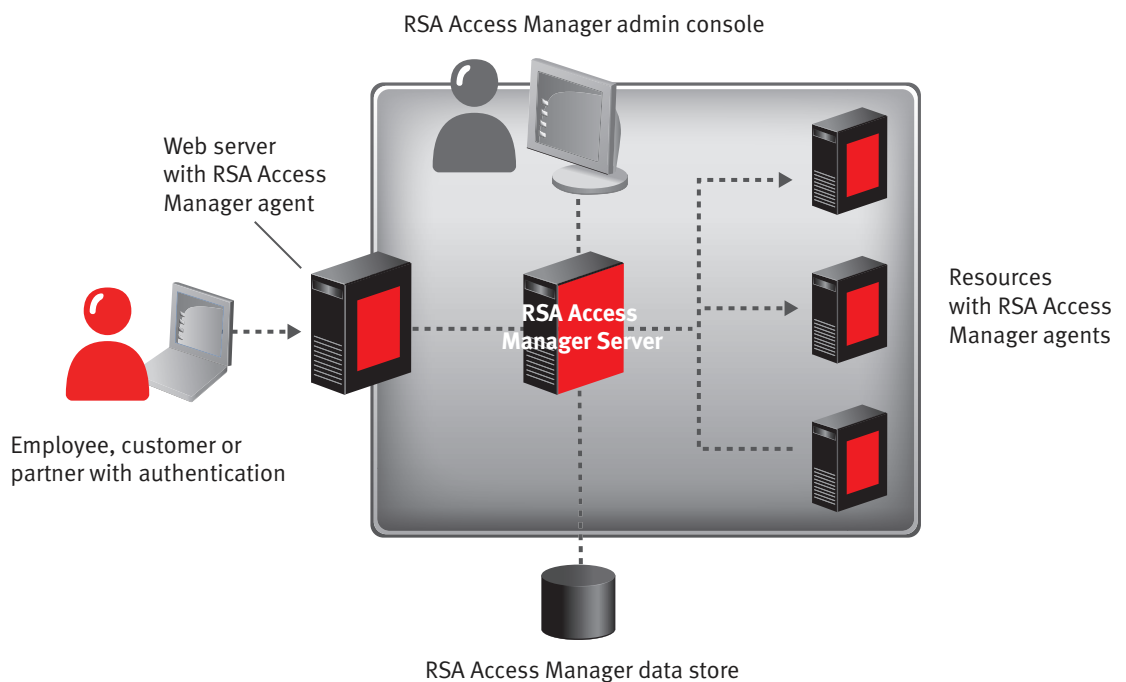 RSA Access Manager admin console
Web server
with RSA Access
Manager agent
RSA Access
Manager Server
Resources
with RSA Access
Manager agents
Employee, customer or
partner with authentication
RSA Access Manager data store